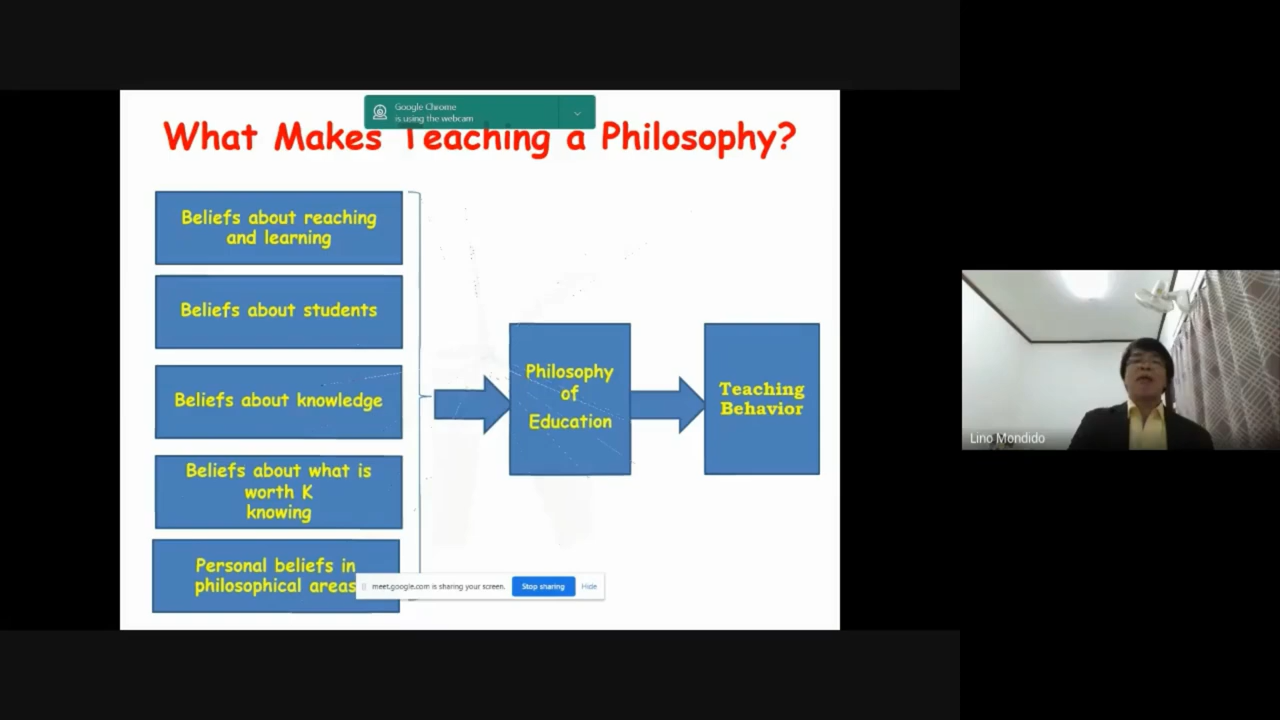 Google Chrome
is using the webcam
What Makes Teaching a Philosophy?
Beliefs about reaching
and learning
Beliefs about students
Beliefs about knowledge
Beliefs about what is
worth K
knowing
Personal beliefs in
philosophical areas
Philosophy
of
Education
Teaching
Behavior
meet.google.com is sharing your screen.
Stop sharing
Hide
Lino Mondido